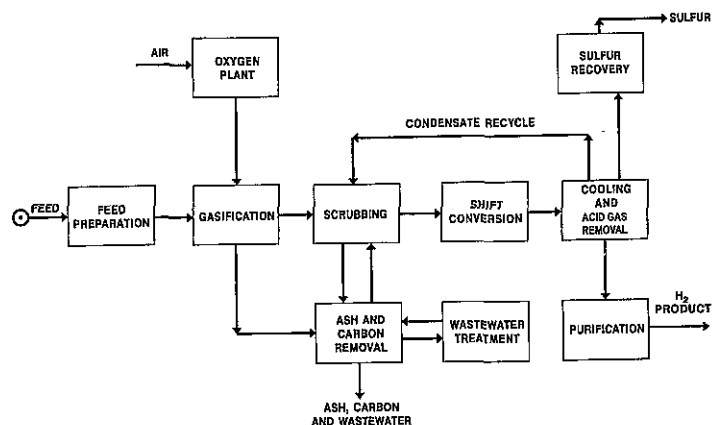 AIR
OXYGEN
PLANT
SULFUR
RECOVERY
SULFUR
CONDENSATE RECYCLE
FEED
FEED
PREPARATION
GASIFICATION
SCRUBBING
SHIFT
CONVERSION
COOLING
AND
ACID GAS
REMOVAL
ASH AND
CARBON
REMOVAL
WASTEWATER
TREATMENT
PURIFICATION
H₂
PRODUCT
ASH, CARBON
AND WASTEWATER